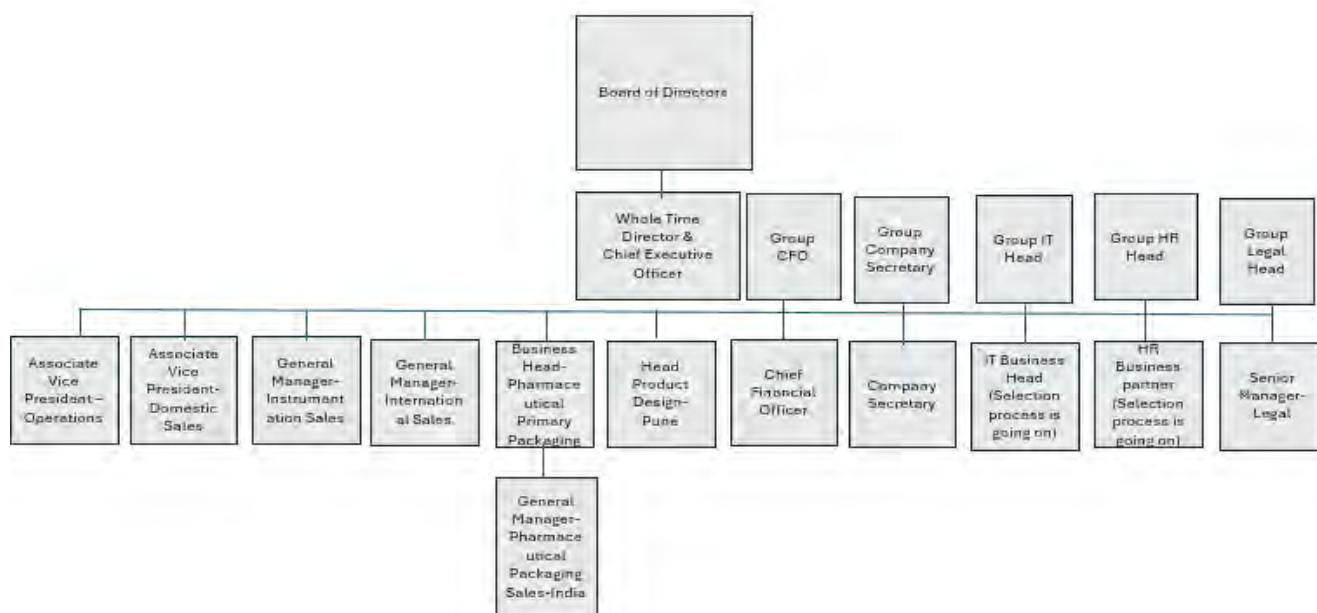 Board of Directors
Whole Time
Director &
Chief Executive
Officer
Group
CFO
Group
Company
Secretary
Group IT
Head
Group HR
Head
Group
Legal
Head
Associate
Vice
President–
Operations
Associate
Vice
President-
Domestic
Sales
General
Manager-
Instrumant
ation Sales
General
Manager-
Internation
al Sales.
Business
Head-
Pharmace
utical
Primary
Packaging
Head
Product
Design-
Pune
Chief
Financial
Officer
Company
Secretary
IT Business
Head
(Selection
process is
going on)
HR
Business
partner
(Selection
process is
going on)
Senior
Manager-
Legal
General
Manager-
Pharmace
utical
Packaging
Sales-India